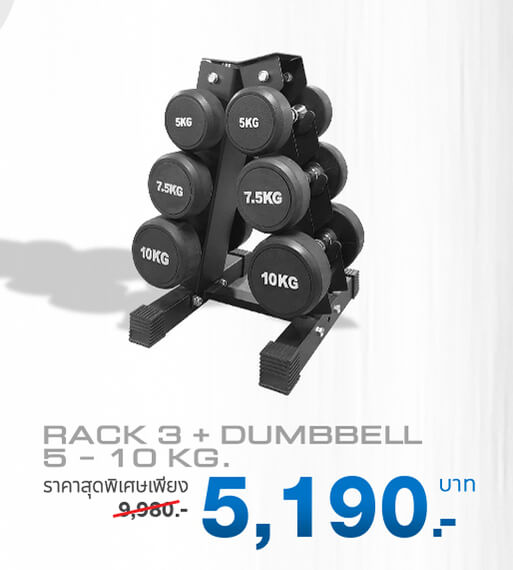 5KG 5KG
7.5KG 7.5KG
10KG 10KG
RACK 3 + DUMBBELL
5 - 10 KG.
ราคาสุดพิเศษเพียง
9,980.-
5,190.- บาท